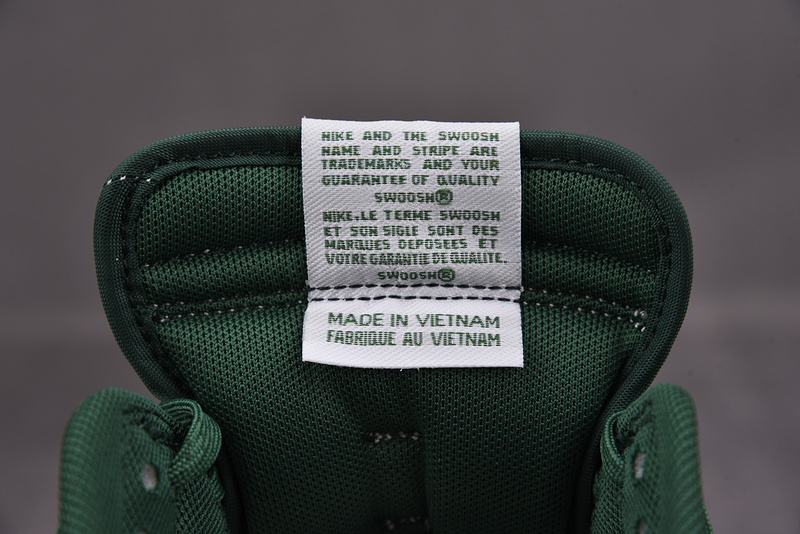 NIKE AND THE SWOOSH
NAME AND STRIPE ARE
TRADEMARKS AND YOUR
GUARANTEE OF QUALITY
SWOOSH®
NIKE.LE TERME SWOOSH
ET SON SIGLE SONT DES
MARQUES DEPOSEES ET
VOTRE GARANTIE DE QUALITE.
SWOOSH®
MADE IN VIETNAM
FABRIQUE AU VIETNAM